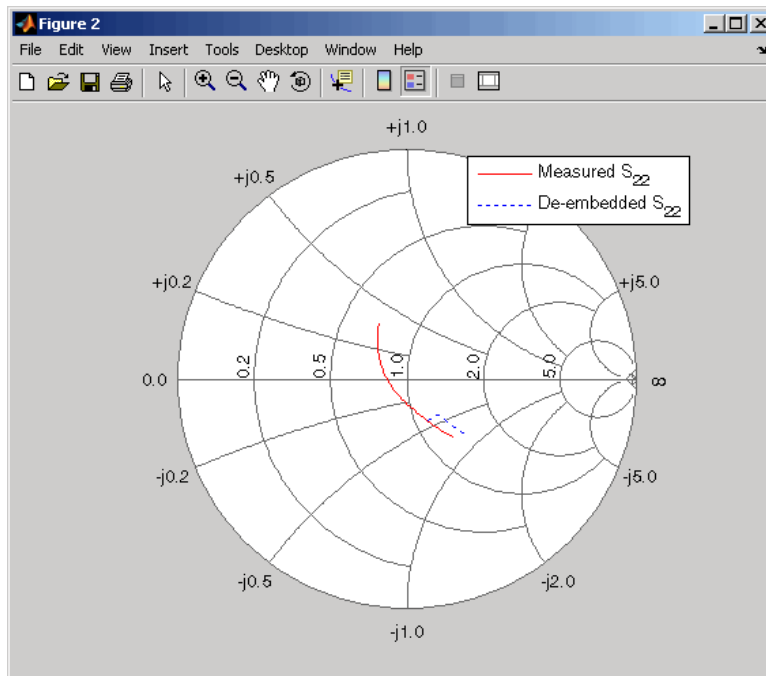 Figure 2
File Edit View Insert Tools Desktop Window Help
+j1.0
Measured S22
De-embedded S22
+j0.5
+j0.2
+j5.0
0.0
0.2
0.5
1.0
2.0
5.0
∞
-j0.2
-j5.0
-j0.5
-j2.0
-j1.0